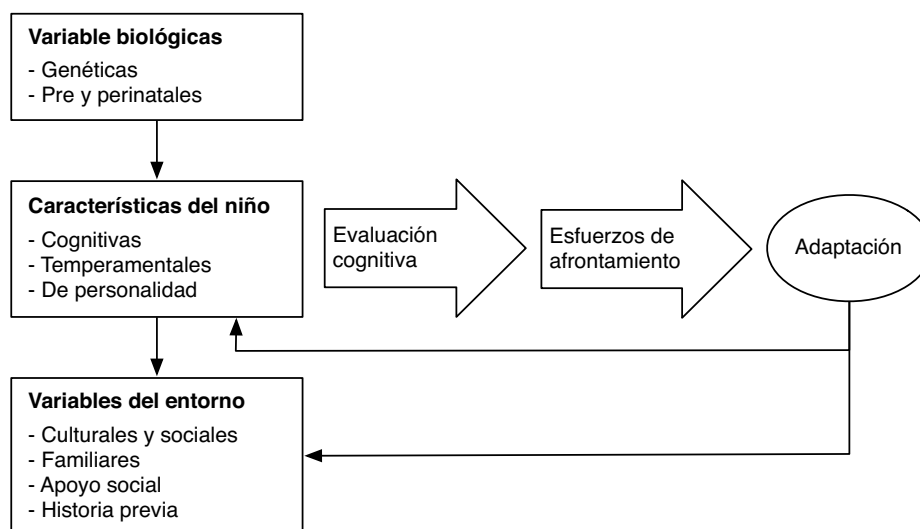 Variable biológicas
- Genéticas
- Pre y perinatales
Características del niño
- Cognitivas
- Temperamentales
- De personalidad
Evaluación
cognitiva
Esfuerzos de
afrontamiento
Adaptación
Variables del entorno
- Culturales y sociales
- Familiares
- Apoyo social
- Historia previa